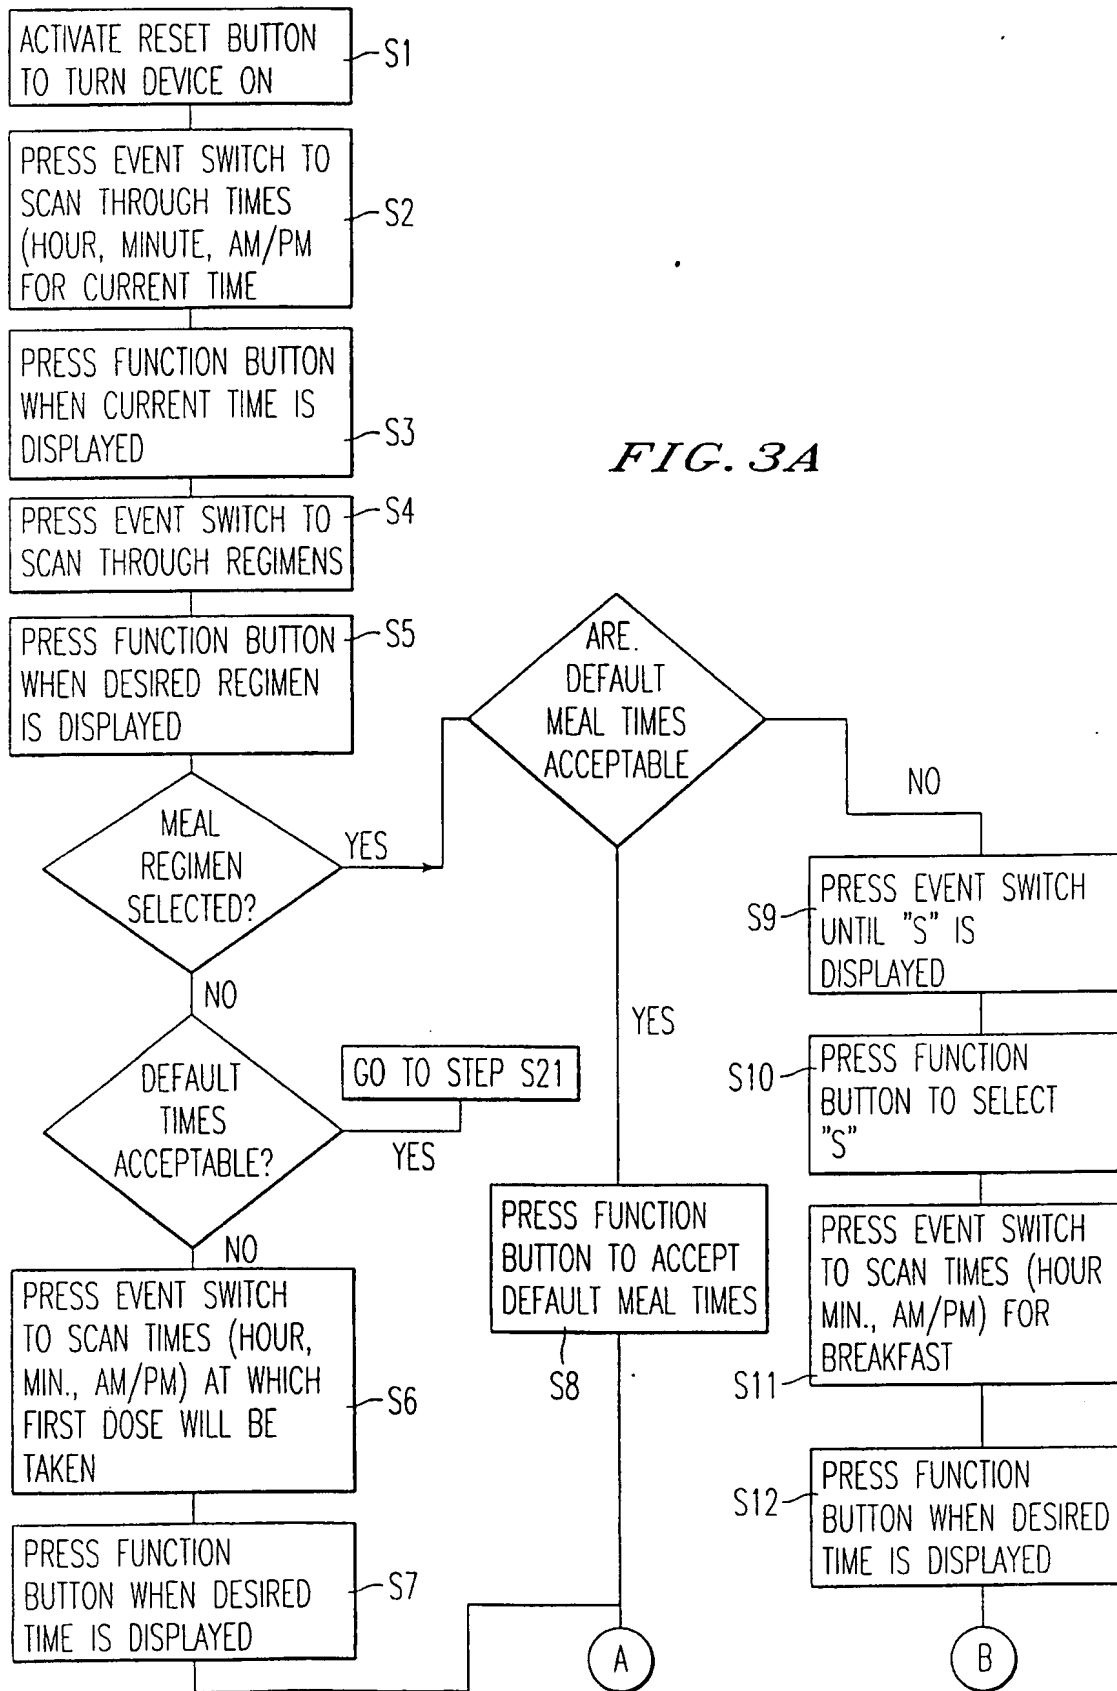 ACTIVATE RESET BUTTON
TO TURN DEVICE ON
S1
PRESS EVENT SWITCH TO
SCAN THROUGH TIMES
(HOUR, MINUTE, AM/PM
FOR CURRENT TIME
S2
PRESS FUNCTION BUTTON
WHEN CURRENT TIME IS
DISPLAYED
S3
FIG. 3A
PRESS EVENT SWITCH TO
SCAN THROUGH REGIMENS
S4
PRESS FUNCTION BUTTON
WHEN DESIRED REGIMEN
IS DISPLAYED
S5
MEAL
REGIMEN
SELECTED?
YES
NO
DEFAULT
TIMES
ACCEPTABLE?
YES
GO TO STEP S21
NO
PRESS EVENT SWITCH
TO SCAN TIMES (HOUR,
MIN., AM/PM) AT WHICH
FIRST DOSE WILL BE
TAKEN
S6
PRESS FUNCTION
BUTTON WHEN DESIRED
TIME IS DISPLAYED
S7
ARE.
DEFAULT
MEAL TIMES
ACCEPTABLE
YES
PRESS FUNCTION
BUTTON TO ACCEPT
DEFAULT MEAL TIMES
S8
A
NO
PRESS EVENT SWITCH
UNTIL "S" IS
DISPLAYED
S9
PRESS FUNCTION
BUTTON TO SELECT
"S"
S10
PRESS EVENT SWITCH
TO SCAN TIMES (HOUR
MIN., AM/PM) FOR
BREAKFAST
S11
PRESS FUNCTION
BUTTON WHEN DESIRED
TIME IS DISPLAYED
S12
B